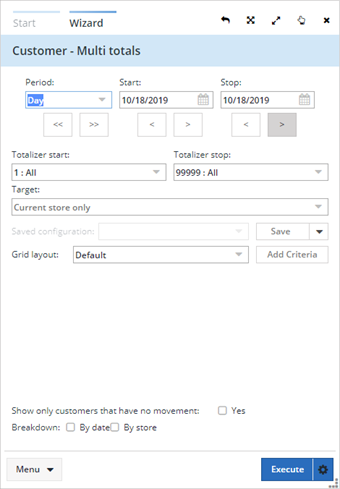 Start Wizard
Customer - Multi totals
Period: Start: Stop:
Day 10/18/2019 10/18/2019
<< >> < > < >
Totalizer start: Totalizer stop:
1 : All 99999 : All
Target:
Current store only
Saved configuration: Save
Grid layout: Default Add Criteria
Show only customers that have no movement: Yes
Breakdown: By date By store
Menu Execute